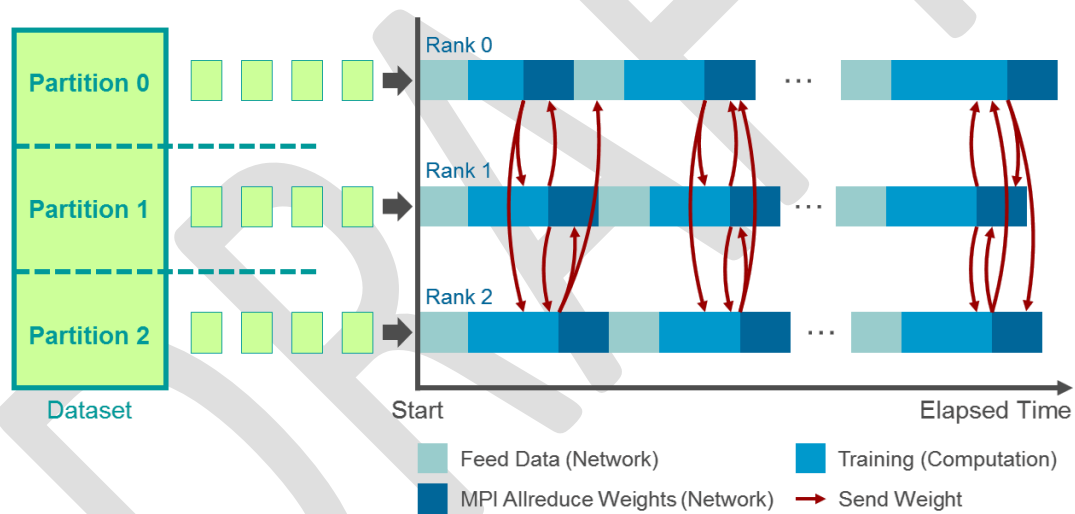 Rank 0
Partition 0
...
Rank 1
Partition 1
...
Rank 2
Partition 2
...
Dataset
Start
Elapsed Time
Feed Data (Network)
Training (Computation)
MPI Allreduce Weights (Network)
Send Weight
DRAFT